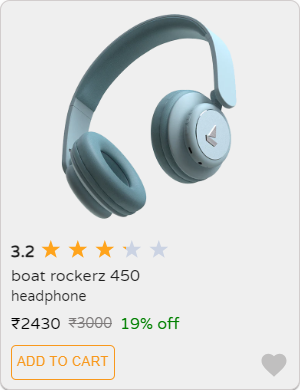 3.2
boat rockerz 450
headphone
₹2430 ₹3000 19% off
ADD TO CART